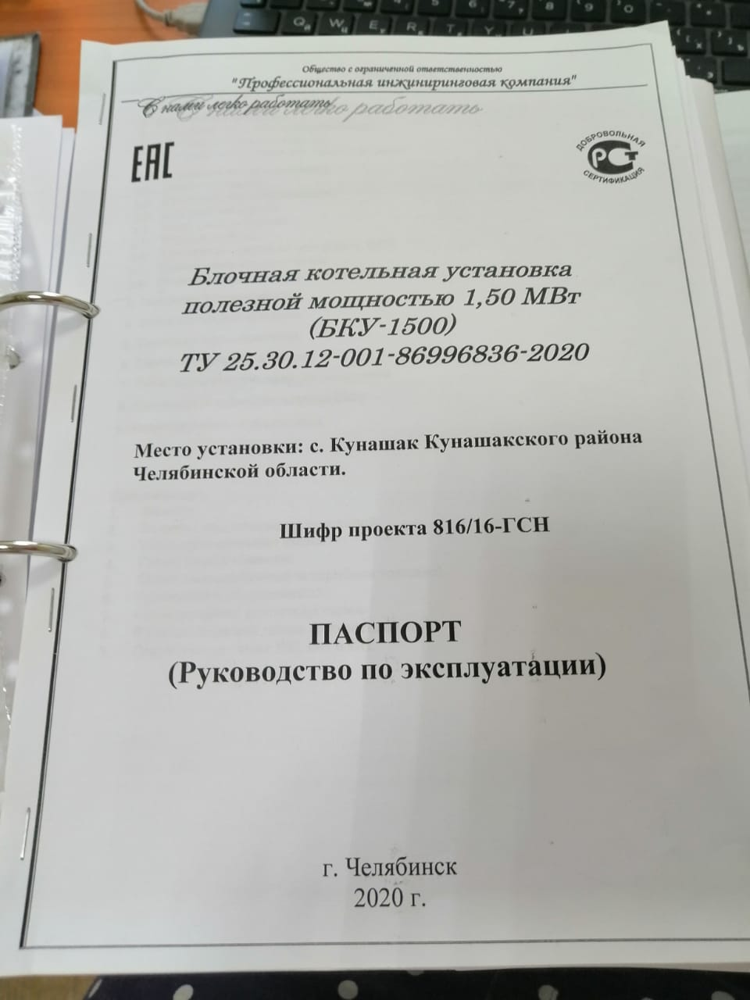 Общество с ограниченной ответственностью
"Профессиональная инжиниринговая компания"
С нами легко работать
EAC
ДОБРОВОЛЬНАЯ
РСТ
СЕРТИФИКАЦИЯ
Блочная котельная установка
полезной мощностью 1,50 МВт
(БКУ-1500)
ТУ 25.30.12-001-86996836-2020
Место установки: с. Кунашак Кунашакского района
Челябинской области.
Шифр проекта 816/16-ГСН
ПАСПОРТ
(Руководство по эксплуатации)
г. Челябинск
2020 г.